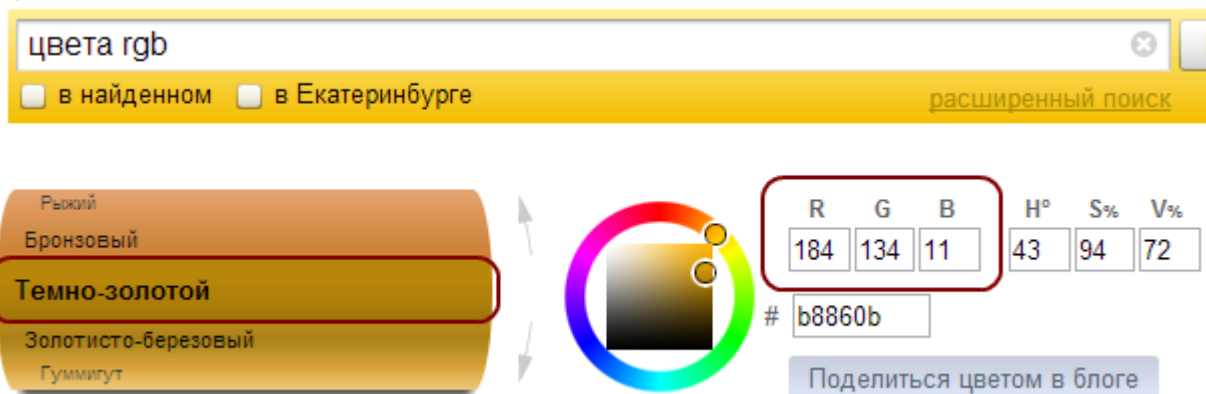 цвета rgb
в найденном в Екатеринбурге
расширенный поиск
Рыжий
Бронзовый
Темно-золотой
Золотисто-березовый
Гуммигут
R G B H° S% V%
184 134 11 43 94 72
# b8860b
Поделиться цветом в блоге